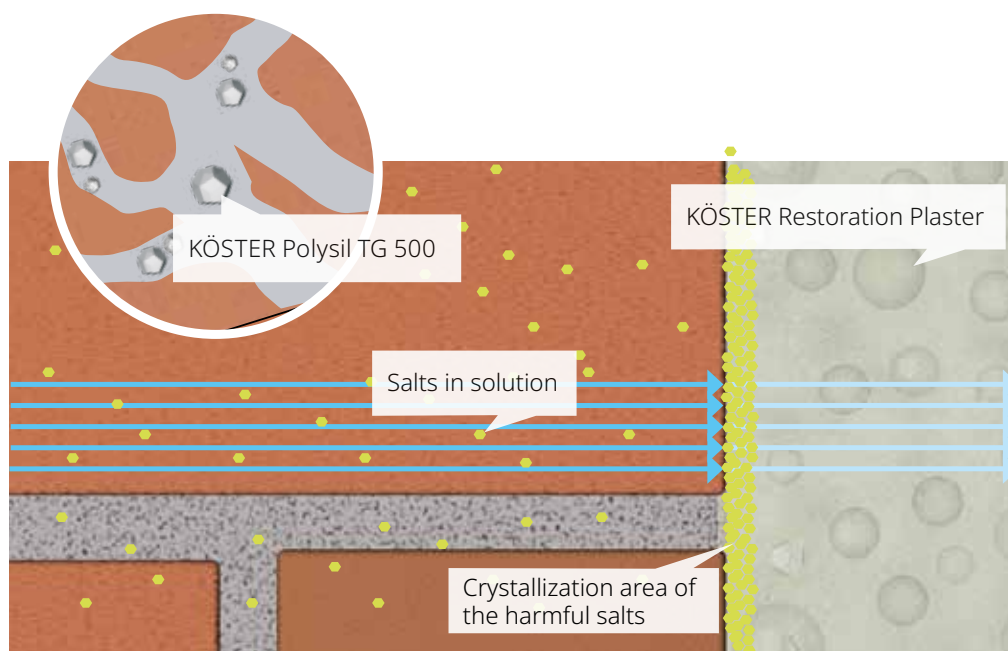 KÖSTER Polysil TG 500
KÖSTER Restoration Plaster
Salts in solution
Crystallization area of
the harmful salts